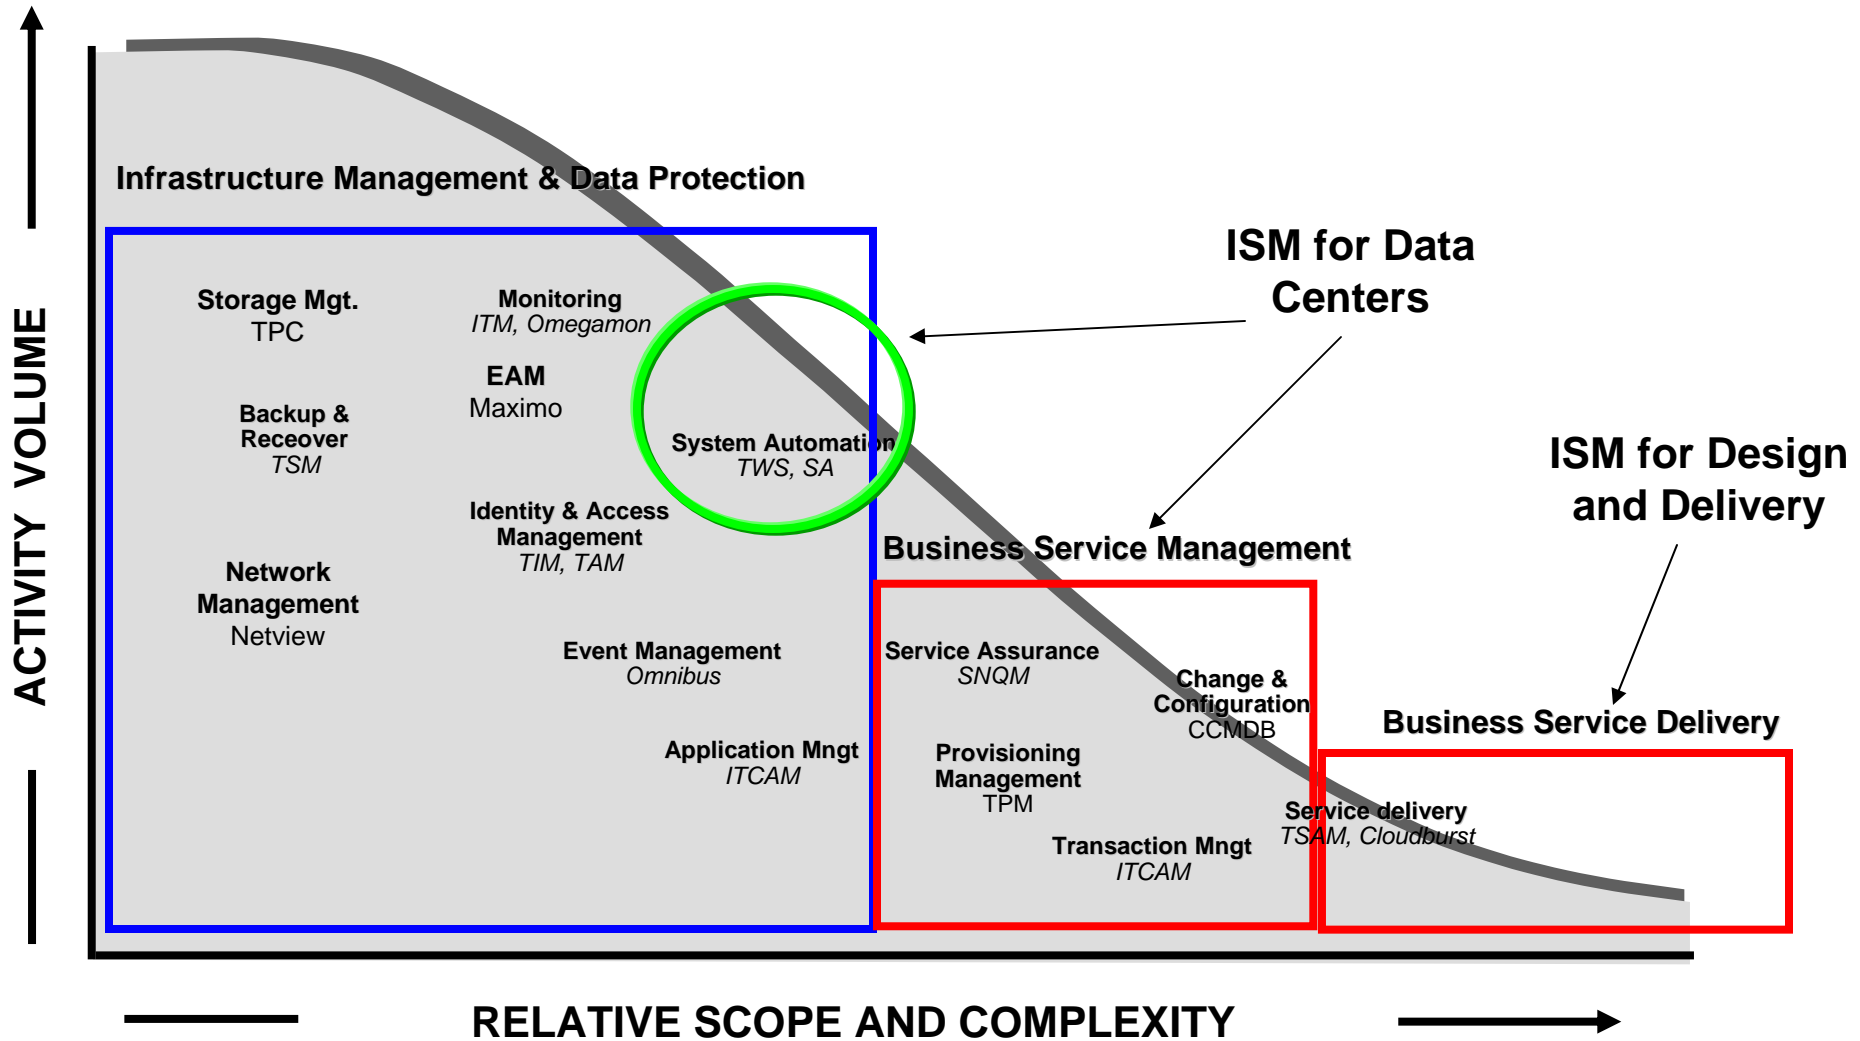 ACTIVITY VOLUME
Infrastructure Management & Data Protection
Storage Mgt.
TPC
Monitoring
ITM, Omegamon
EAM
Maximo
Backup &
Receover
TSM
System Automation
TWS, SA
Identity & Access
Management
TIM, TAM
Network
Management
Netview
Event Management
Omnibus
Application Mngt
ITCAM
ISM for Data
Centers
Business Service Management
Service Assurance
SNQM
Change &
Configuration
CCMDB
Provisioning
Management
TPM
Transaction Mngt
ITCAM
ISM for Design
and Delivery
Business Service Delivery
Service delivery
TSAM, Cloudburst
RELATIVE SCOPE AND COMPLEXITY